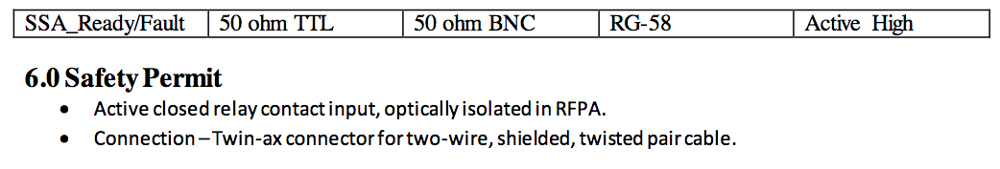 SSA_Ready/Fault 50 ohm TTL 50 ohm BNC RG-58 Active High
6.0 Safety Permit
• Active closed relay contact input, optically isolated in RFPA.
• Connection – Twin-ax connector for two-wire, shielded, twisted pair cable.